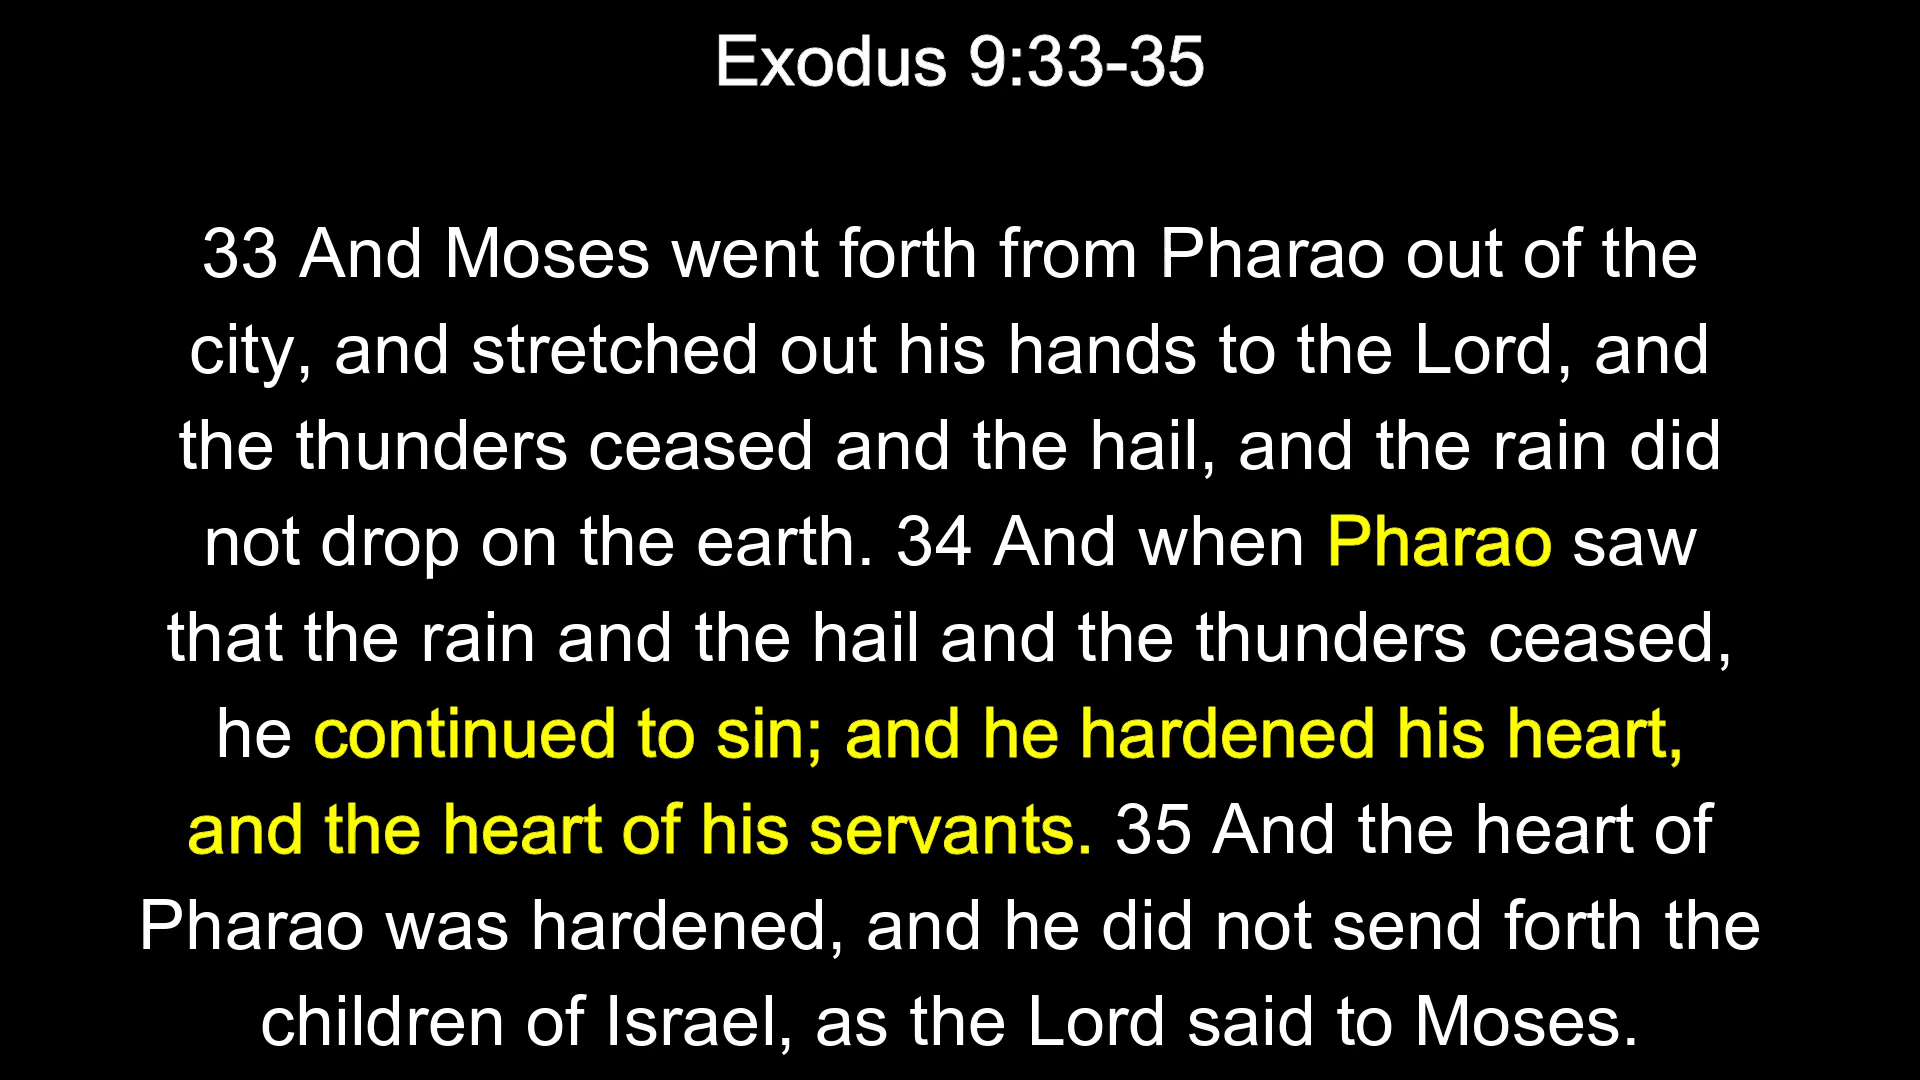 Exodus 9:33-35
33 And Moses went forth from Pharao out of the
city, and stretched out his hands to the Lord, and
the thunders ceased and the hail, and the rain did
not drop on the earth. 34 And when Pharao saw
that the rain and the hail and the thunders ceased,
he continued to sin; and he hardened his heart,
and the heart of his servants. 35 And the heart of
Pharao was hardened, and he did not send forth the
children of Israel, as the Lord said to Moses.